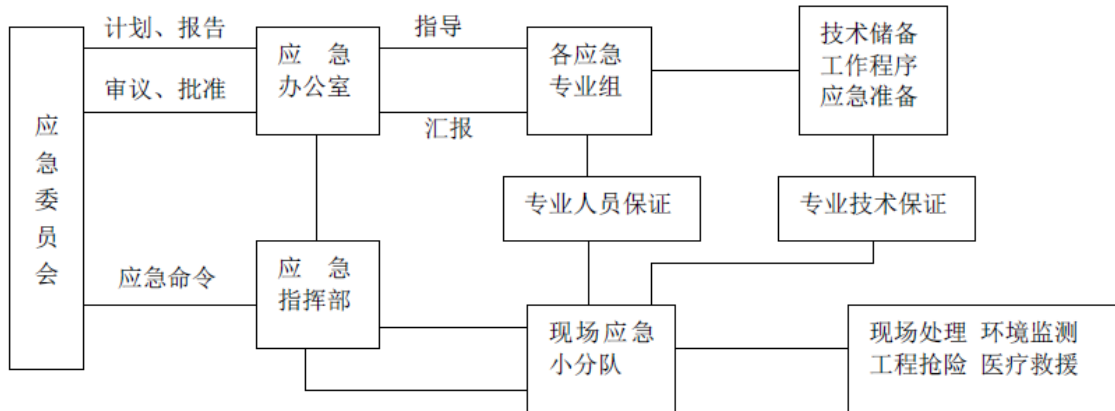 计划、报告
审议、批准
应急委员会
应急命令
应 急
办公室
指导
汇报
各应急
专业组
技术储备
工作程序
应急准备
专业人员保证
专业技术保证
应 急
指挥部
现场应急
小分队
现场处理 环境监测
工程抢险 医疗救援